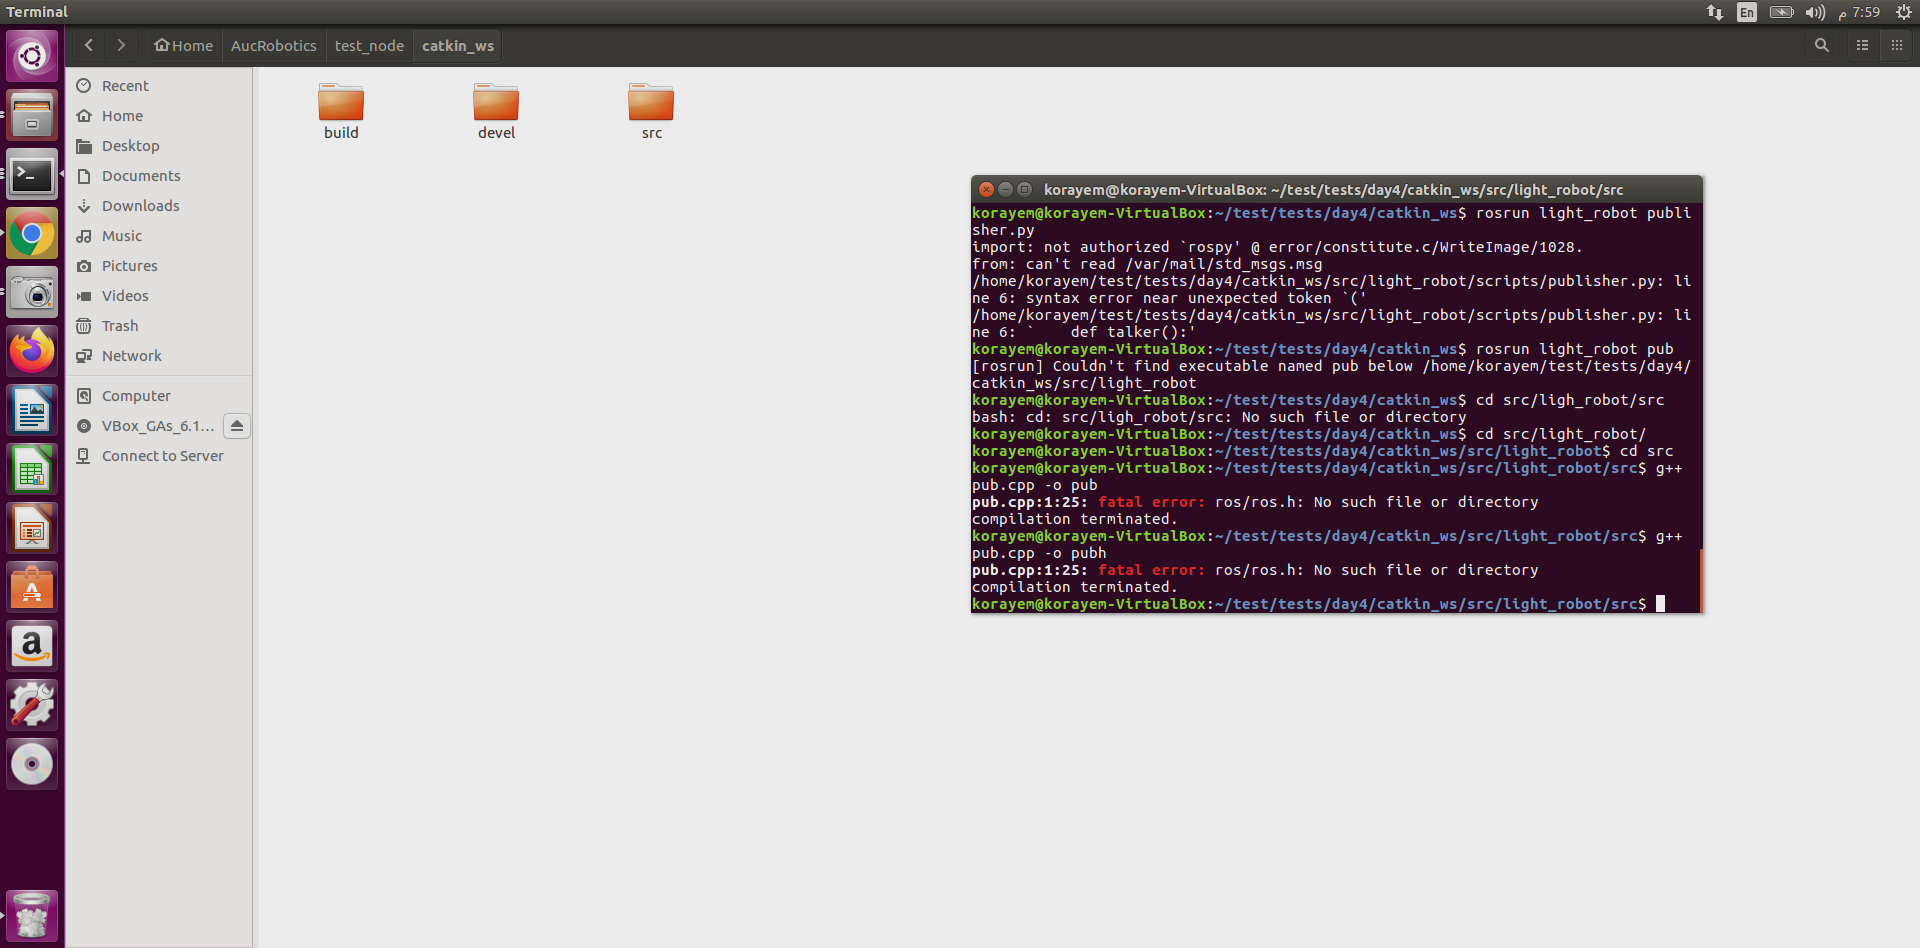 Terminal
En
م 7:59
Home
AucRobotics
test_node
catkin_ws
Recent
Home
Desktop
Documents
Downloads
Music
Pictures
Videos
Trash
Network
Computer
VBox_GAs_6.1...
Connect to Server
build
devel
src
korayem@korayem-VirtualBox: ~/test/tests/day4/catkin_ws/src/light_robot/src
korayem@korayem-VirtualBox:~/test/tests/day4/catkin_ws$ rosrun light_robot publi
sher.py
import: not authorized `rospy' @ error/constitute.c/WriteImage/1028.
from: can't read /var/mail/std_msgs.msg
/home/korayem/test/tests/day4/catkin_ws/src/light_robot/scripts/publisher.py: li
ne 6: syntax error near unexpected token `('
/home/korayem/test/tests/day4/catkin_ws/src/light_robot/scripts/publisher.py: li
ne 6: `    def talker():'
korayem@korayem-VirtualBox:~/test/tests/day4/catkin_ws$ rosrun light_robot pub
[rosrun] Couldn't find executable named pub below /home/korayem/test/tests/day4/
catkin_ws/src/light_robot
korayem@korayem-VirtualBox:~/test/tests/day4/catkin_ws$ cd src/ligh_robot/src
bash: cd: src/ligh_robot/src: No such file or directory
korayem@korayem-VirtualBox:~/test/tests/day4/catkin_ws$ cd src/light_robot/
korayem@korayem-VirtualBox:~/test/tests/day4/catkin_ws/src/light_robot$ cd src
korayem@korayem-VirtualBox:~/test/tests/day4/catkin_ws/src/light_robot/src$ g++
pub.cpp -o pub
pub.cpp:1:25: fatal error: ros/ros.h: No such file or directory
compilation terminated.
korayem@korayem-VirtualBox:~/test/tests/day4/catkin_ws/src/light_robot/src$ g++
pub.cpp -o pubh
pub.cpp:1:25: fatal error: ros/ros.h: No such file or directory
compilation terminated.
korayem@korayem-VirtualBox:~/test/tests/day4/catkin_ws/src/light_robot/src$